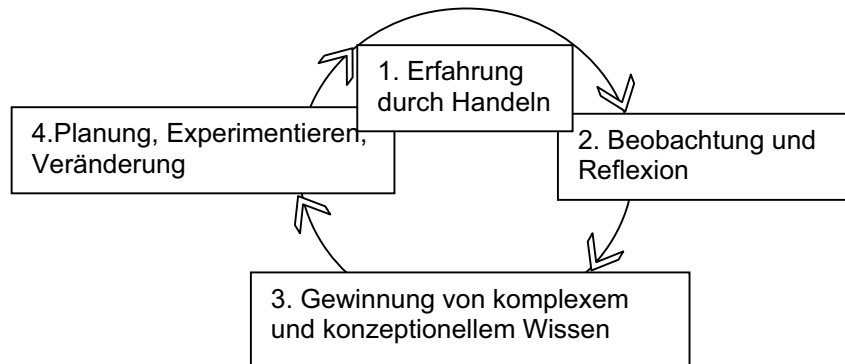 1. Erfahrung
durch Handeln
2. Beobachtung und
Reflexion
3. Gewinnung von komplexem
und konzeptionellem Wissen
4.Planung, Experimentieren,
Veränderung